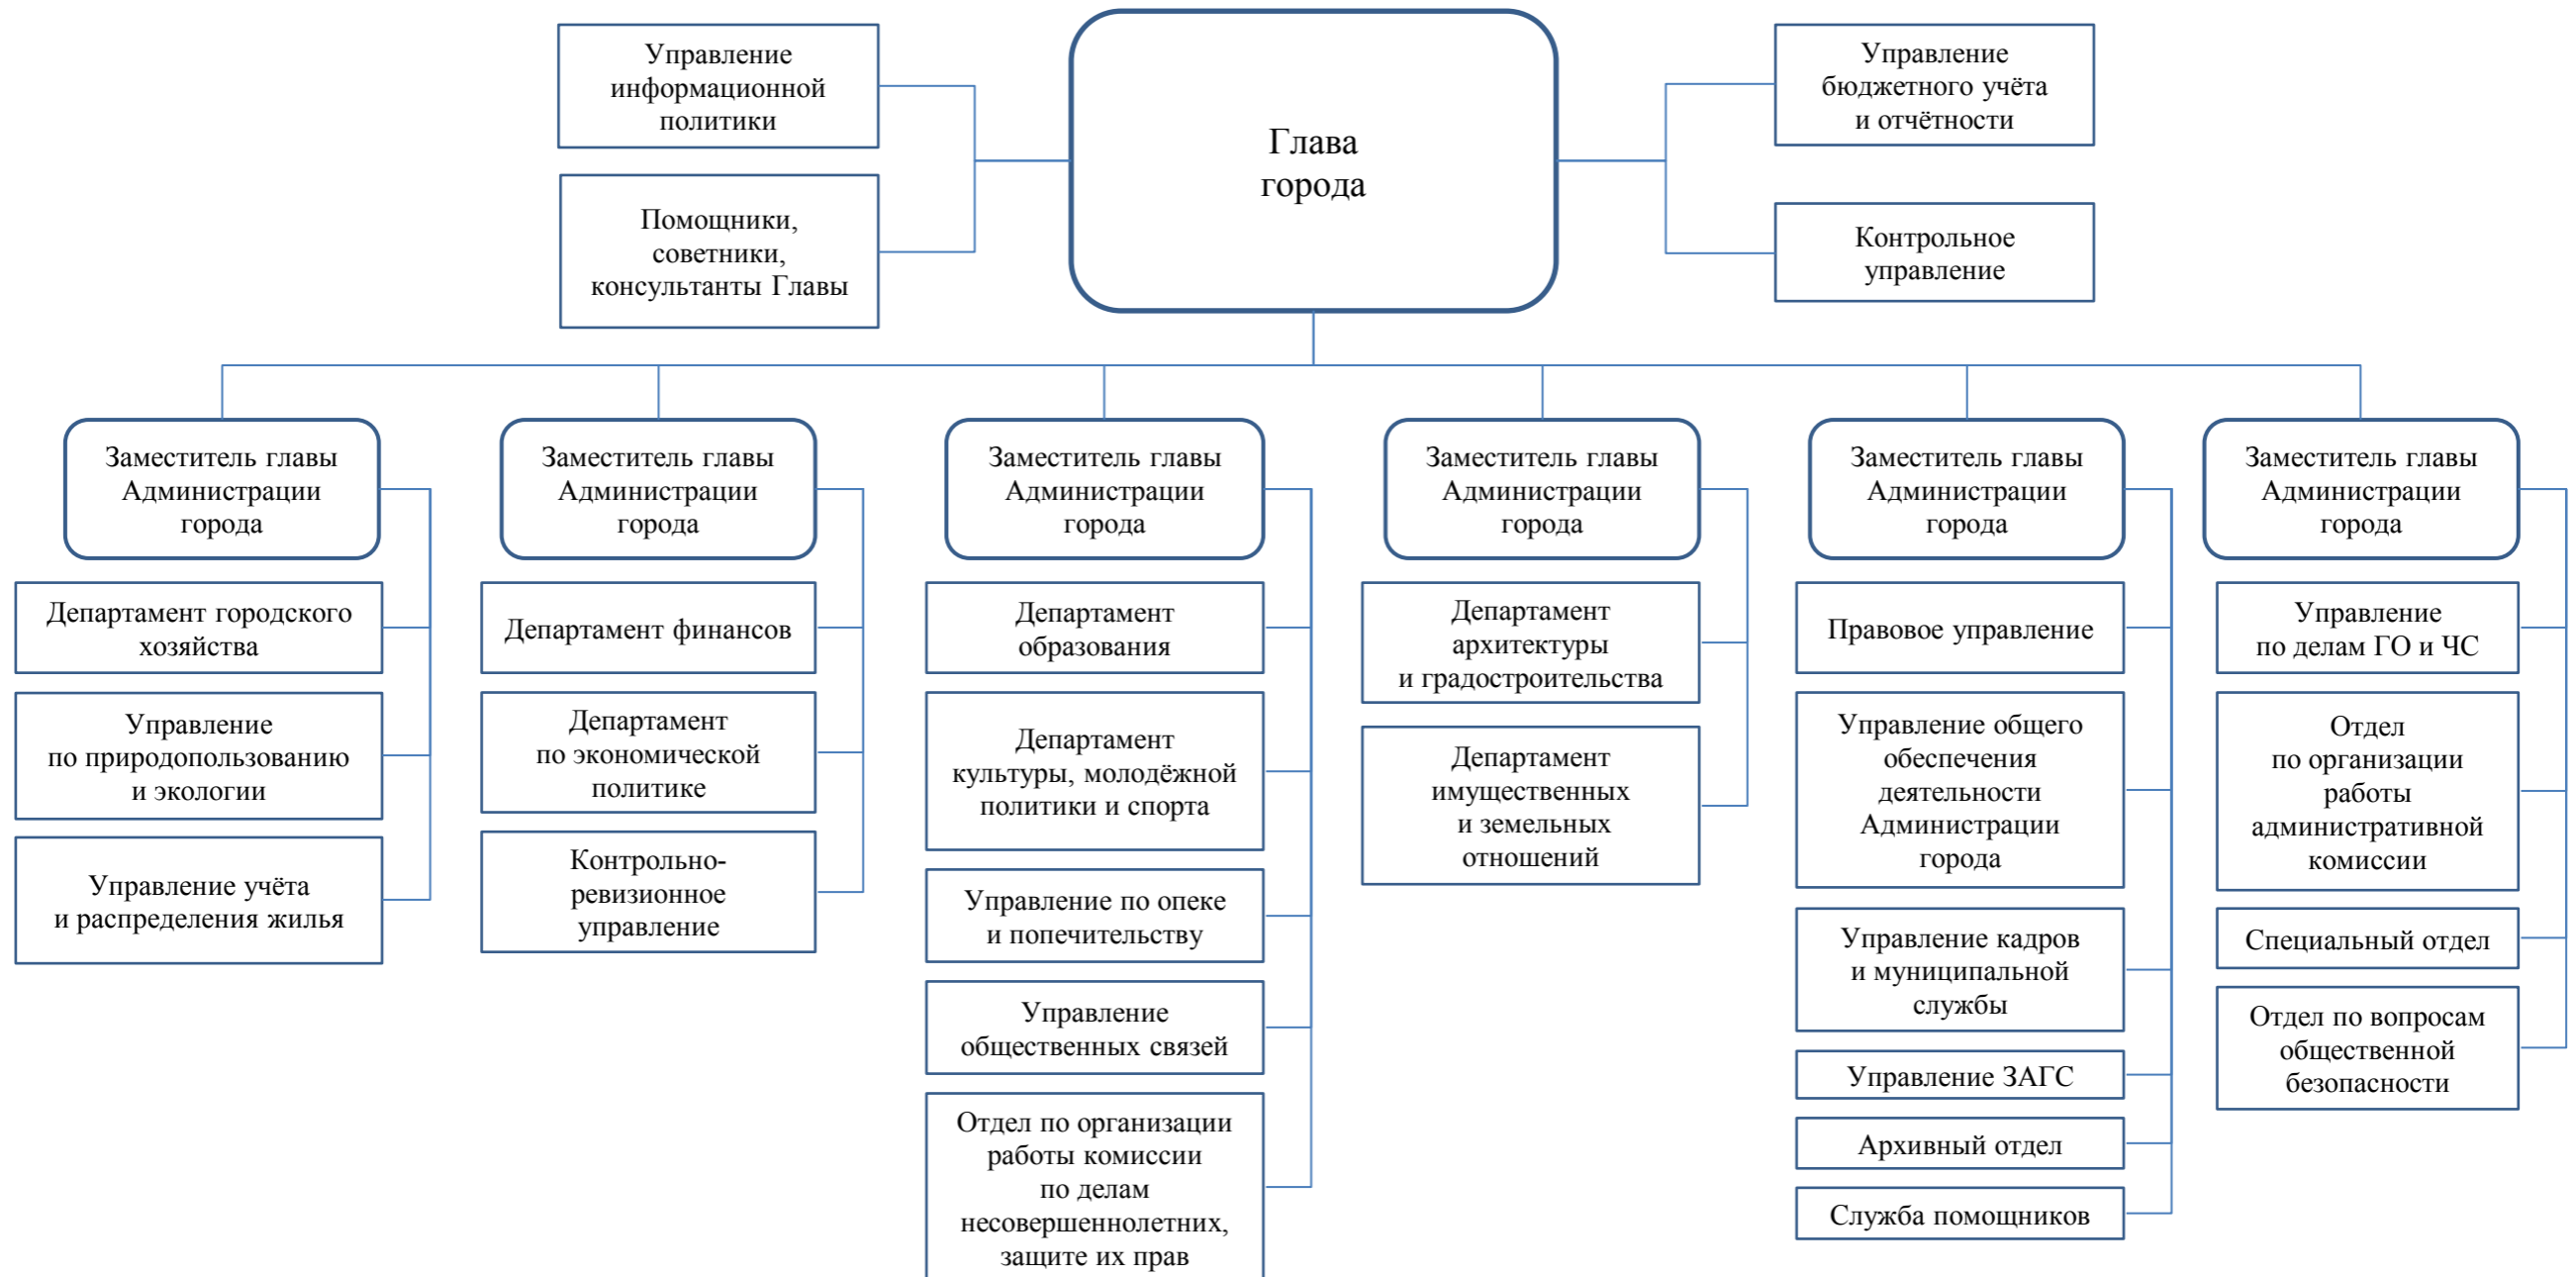 Управление
информационной
политики
Помощники,
советники,
консультанты Главы
Глава
города
Управление
бюджетного учёта
и отчётности
Контрольное
управление
Заместитель главы
Администрации
города
Департамент городского
хозяйства
Управление
по природопользованию
и экологии
Управление учёта
и распределения жилья
Заместитель главы
Администрации
города
Департамент финансов
Департамент
по экономической
политике
Контрольно-
ревизионное
управление
Заместитель главы
Администрации
города
Департамент
образования
Департамент
культуры, молодёжной
политики и спорта
Управление по опеке
и попечительству
Управление
общественных связей
Отдел по организации
работы комиссии
по делам
несовершеннолетних,
защите их прав
Заместитель главы
Администрации
города
Департамент
архитектуры
и градостроительства
Департамент
имущественных
и земельных
отношений
Заместитель главы
Администрации
города
Правовое управление
Управление общего
обеспечения
деятельности
Администрации
города
Управление кадров
и муниципальной
службы
Управление ЗАГС
Архивный отдел
Служба помощников
Заместитель главы
Администрации
города
Управление
по делам ГО и ЧС
Отдел
по организации
работы
административной
комиссии
Специальный отдел
Отдел по вопросам
общественной
безопасности